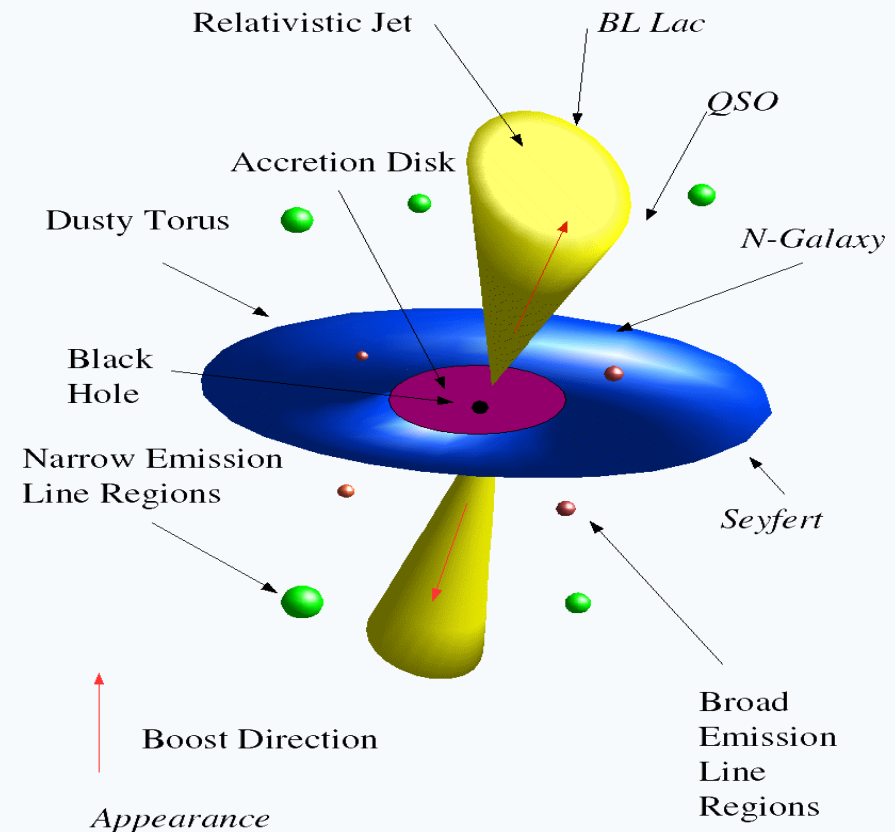 Relativistic Jet
BL Lac
QSO
Accretion Disk
Dusty Torus
N-Galaxy
Black
Hole
Narrow Emission
Line Regions
Seyfert
Broad
Emission
Line
Regions
Boost Direction
Appearance